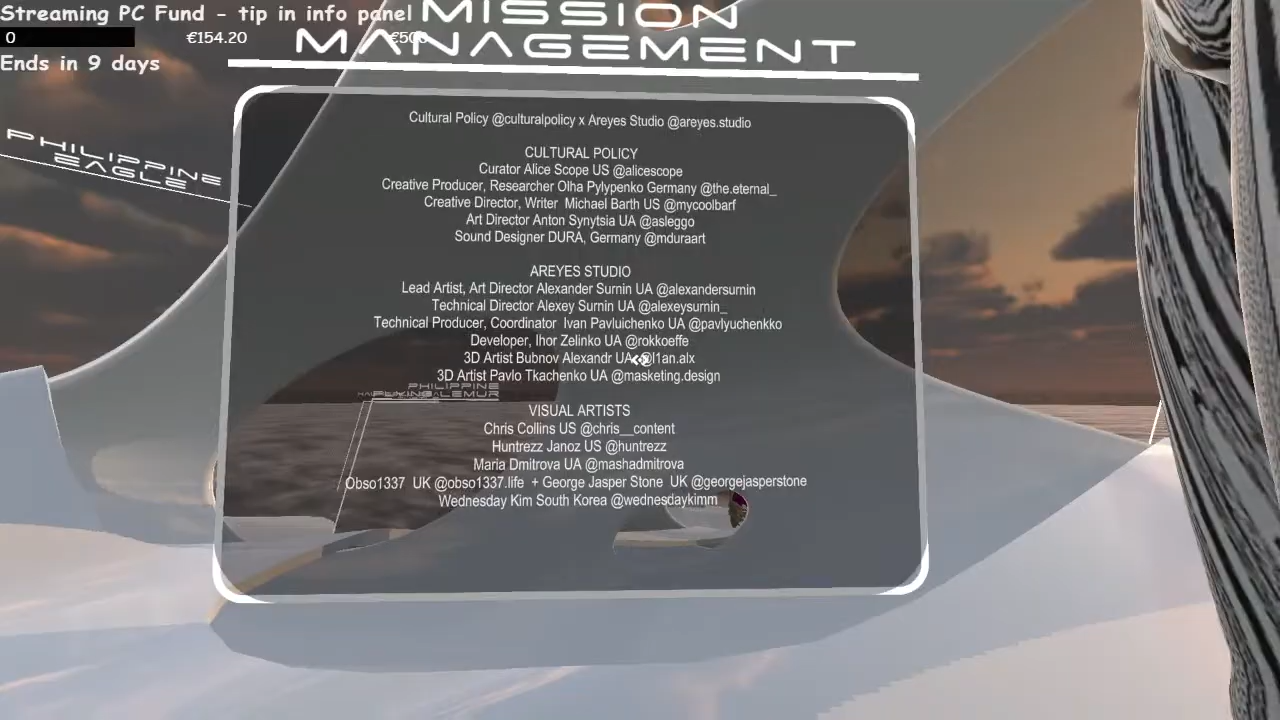 Streaming PC Fund - tip in info panel
0 €154.20 €500
Ends in 9 days
MISSION
MANAGEMENT
PHILIPPINE
EAGLE
Cultural Policy @culturalpolicy x Areyes Studio @areyes.studio
CULTURAL POLICY
Curator Alice Scope US @alicescope
Creative Producer, Researcher Olha Pylypenko Germany @the.eternal_
Creative Director, Writer Michael Barth US @mycoolbarf
Art Director Anton Synytsia UA @asleggo
Sound Designer DURA, Germany @mduraart
AREYES STUDIO
Lead Artist, Art Director Alexander Surnin UA @alexandersurnin
Technical Director Alexey Surnin UA @alexeysurnin_
Technical Producer, Coordinator Ivan Pavluichenko UA @pavlyuchenkko
Developer, Ihor Zelinko UA @rokkoeffe
3D Artist Bubnov Alexandr UA @l1an.alx
3D Artist Pavlo Tkachenko UA @masketing.design
PHILIPPINE
LEMUR
VISUAL ARTISTS
Chris Collins US @chris__content
Huntrezz Janoz US @huntrezz
Maria Dmitrova UA @mashadmitrova
Obso1337 UK @obso1337.life + George Jasper Stone UK @georgejasperstone
Wednesday Kim South Korea @wednesdaykimm